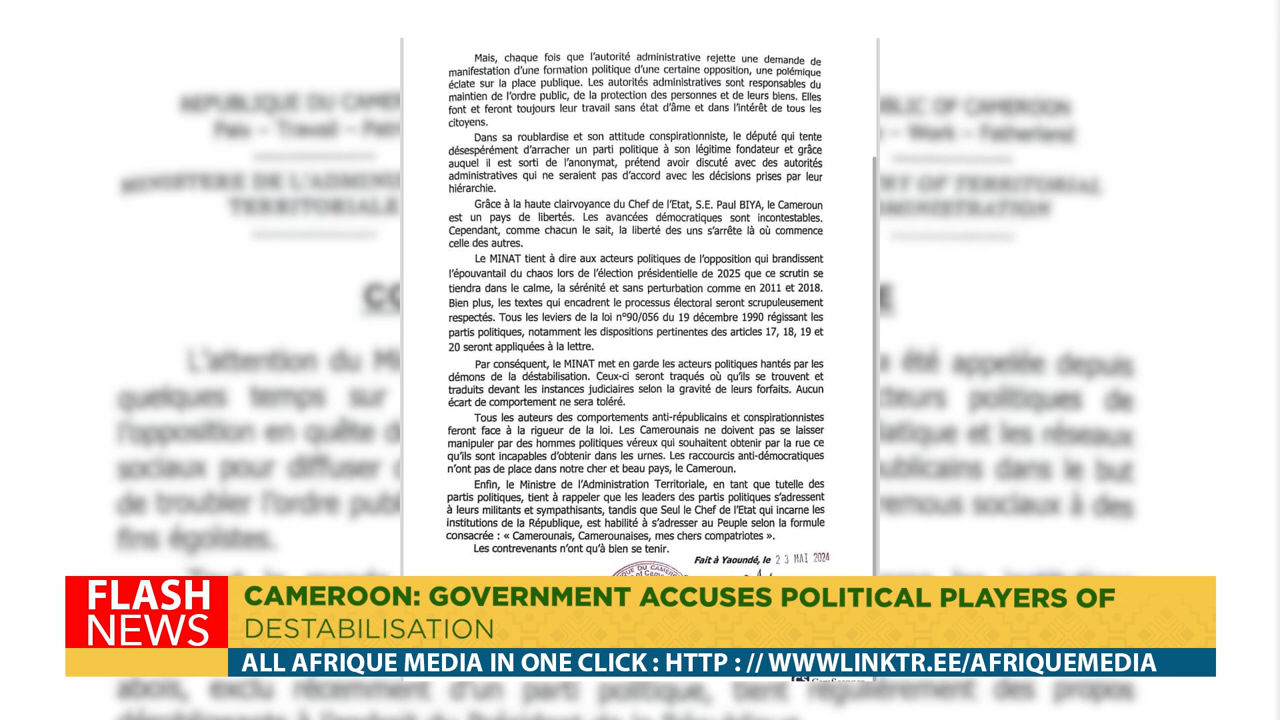 Mais, chaque fois que l'autorité administrative rejette une demande de
manifestation d'une formation politique d'une certaine opposition, une polémique
éclate sur la place publique. Les autorités administratives sont responsables du
maintien de l'ordre public, de la protection des personnes et de leurs biens. Elles
font et feront toujours leur travail sans état d'âme et dans l'intérêt de tous les
citoyens.
Dans sa roublardise et son attitude conspirationniste, le député qui tente
désespérément d'arracher un parti politique à son légitime fondateur et grâce
auquel il est sorti de l'anonymat, prétend avoir discuté avec des autorités
administratives qui ne seraient pas d'accord avec les décisions prises par leur
hiérarchie.
Grâce à la haute clairvoyance du Chef de l'Etat, S.E. Paul BIYA, le Cameroun
est un pays de libertés. Les avancées démocratiques sont incontestables.
Cependant, comme chacun le sait, la liberté des uns s'arrête là où commence
celle des autres.
Le MINAT tient à dire aux acteurs politiques de l'opposition qui brandissent
l'épouvantail du chaos lors de l'élection présidentielle de 2025 que ce scrutin se
tiendra dans le calme, la sérénité et sans perturbation comme en 2011 et 2018.
Bien plus, les textes qui encadrent le processus électoral seront scrupuleusement
respectés. Tous les leviers de la loi n°90/056 du 19 décembre 1990 régissant les
partis politiques, notamment les dispositions pertinentes des articles 17, 18, 19 et
20 seront appliquées à la lettre.
Par conséquent, le MINAT met en garde les acteurs politiques hantés par les
démons de la déstabilisation. Ceux-ci seront traqués où qu'ils se trouvent et
traduits devant les instances judiciaires selon la gravité de leurs forfaits. Aucun
écart de comportement ne sera toléré.
Tous les auteurs des comportements anti-républicains et conspirationnistes
feront face à la rigueur de la loi. Les Camerounais ne doivent pas se laisser
manipuler par des hommes politiques véreux qui souhaitent obtenir par la rue ce
qu'ils sont incapables d'obtenir dans les urnes. Les raccourcis anti-démocratiques
n'ont pas de place dans notre cher et beau pays, le Cameroun.
Enfin, le Ministre de l'Administration Territoriale, en tant que tutelle des
partis politiques, tient à rappeler que les leaders des partis politiques s'adressent
à leurs militants et sympathisants, tandis que Seul le Chef de l'Etat qui incarne les
institutions de la République, est habilité à s'adresser au Peuple selon la formule
consacrée : « Camerounais, Camerounaises, mes chers compatriotes ».
Les contrevenants n'ont qu'à bien se tenir.
Fait à Yaoundé, le 23 MAI 2024
FLASH
NEWS
CAMEROON: GOVERNMENT ACCUSES POLITICAL PLAYERS OF
DESTABILISATION
ALL AFRIQUE MEDIA IN ONE CLICK : HTTP : // WWWLINKTR.EE/AFRIQUEMEDIA